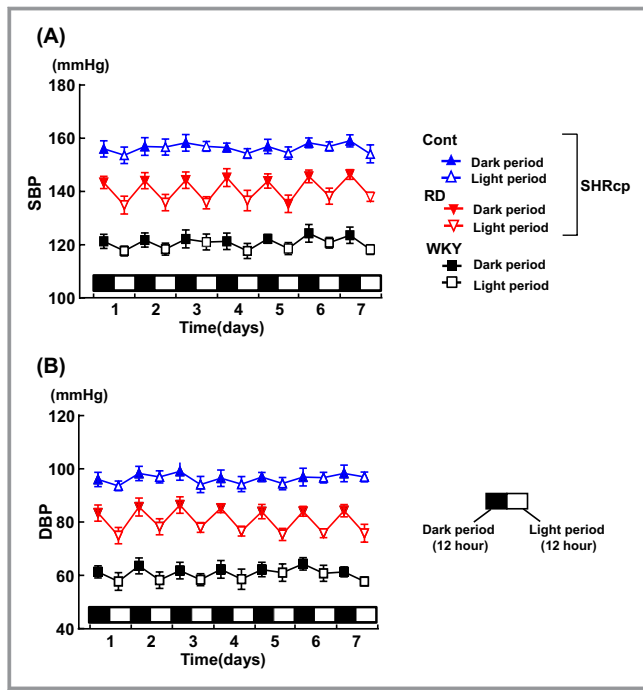 (A)
(mmHg)
180
160
140
120
100
SBP
1 2 3 4 5 6 7
Time(days)
Cont
Dark period
Light period
RD
Dark period
Light period
WKY
Dark period
Light period
SHRcp
(B)
(mmHg)
120
100
80
60
40
DBP
1 2 3 4 5 6 7
Time(days)
Dark period
(12 hour)
Light period
(12 hour)